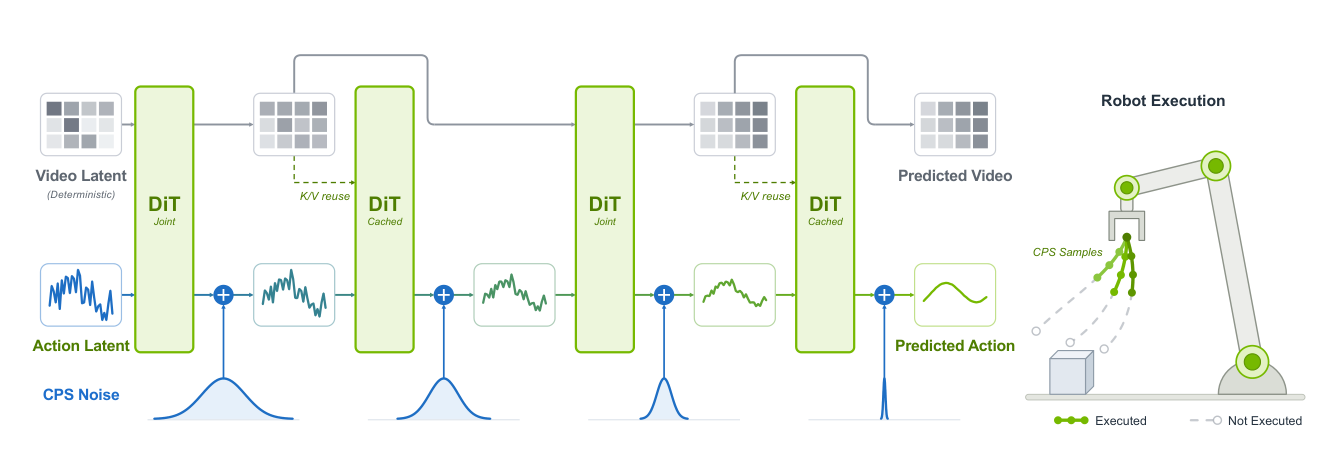 Robot Execution
Video Latent
(Deterministic)
DiT
Joint
K/V reuse
DiT
Cached
DiT
Joint
K/V reuse
DiT
Cached
Predicted Video
CPS Samples
Action Latent
Predicted Action
CPS Noise
Executed
Not Executed